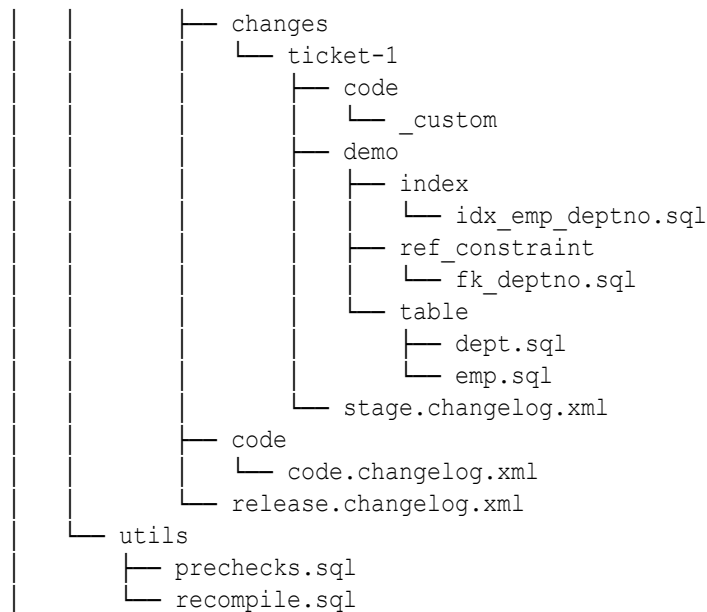 │   │       ├── changes
│   │       │   └── ticket-1
│   │       │       ├── code
│   │       │       │   └── _custom
│   │       │       ├── demo
│   │       │       │   ├── index
│   │       │       │   │   └── idx_emp_deptno.sql
│   │       │       │   ├── ref_constraint
│   │       │       │   │   └── fk_deptno.sql
│   │       │       │   └── table
│   │       │       │       ├── dept.sql
│   │       │       │       └── emp.sql
│   │       │       └── stage.changelog.xml
│   │       ├── code
│   │       │   └── code.changelog.xml
│   │       └── release.changelog.xml
│   └── utils
│       ├── prechecks.sql
│       └── recompile.sql